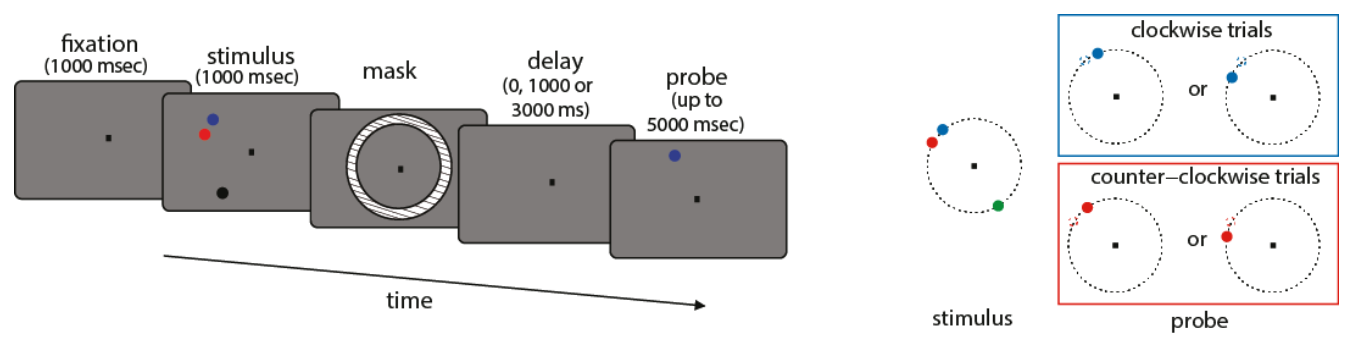 fixation
(1000 msec)
stimulus
(1000 msec)
mask
delay
(0, 1000 or
3000 ms)
probe
(up to
5000 msec)
time
stimulus
clockwise trials
or
counter–clockwise trials
or
probe